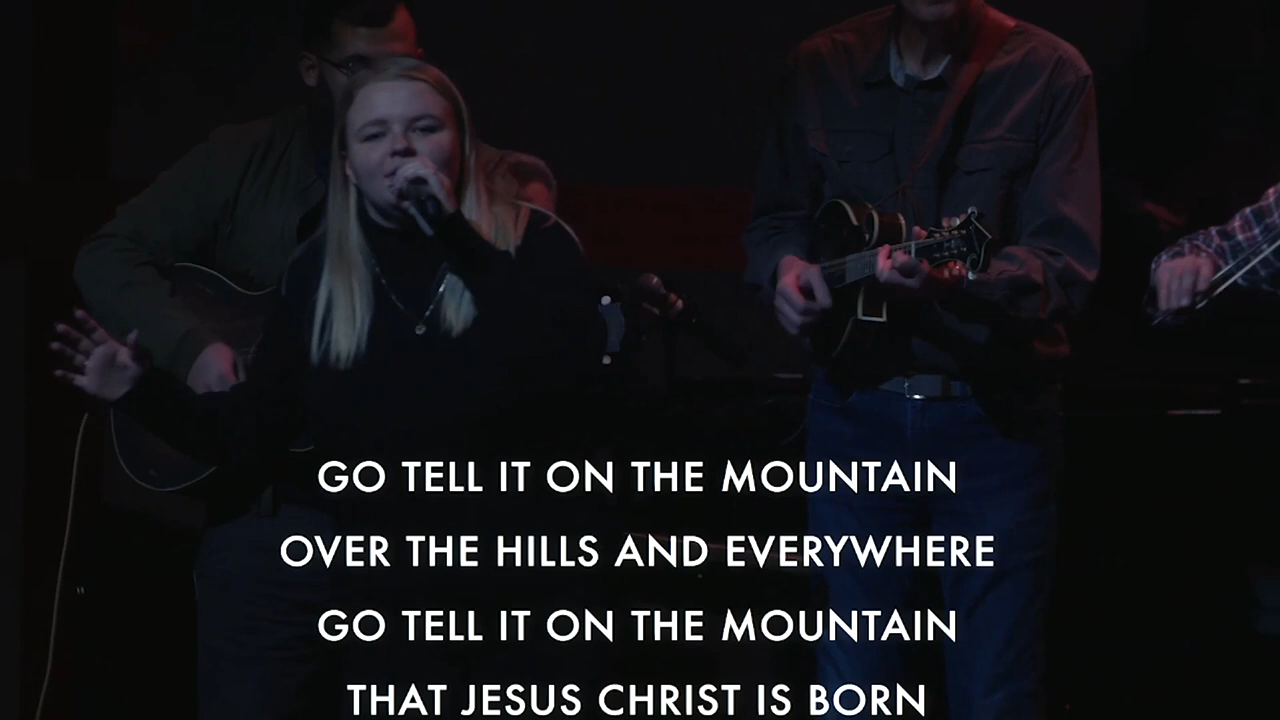 GO TELL IT ON THE MOUNTAIN
OVER THE HILLS AND EVERYWHERE
GO TELL IT ON THE MOUNTAIN
THAT JESUS CHRIST IS BORN